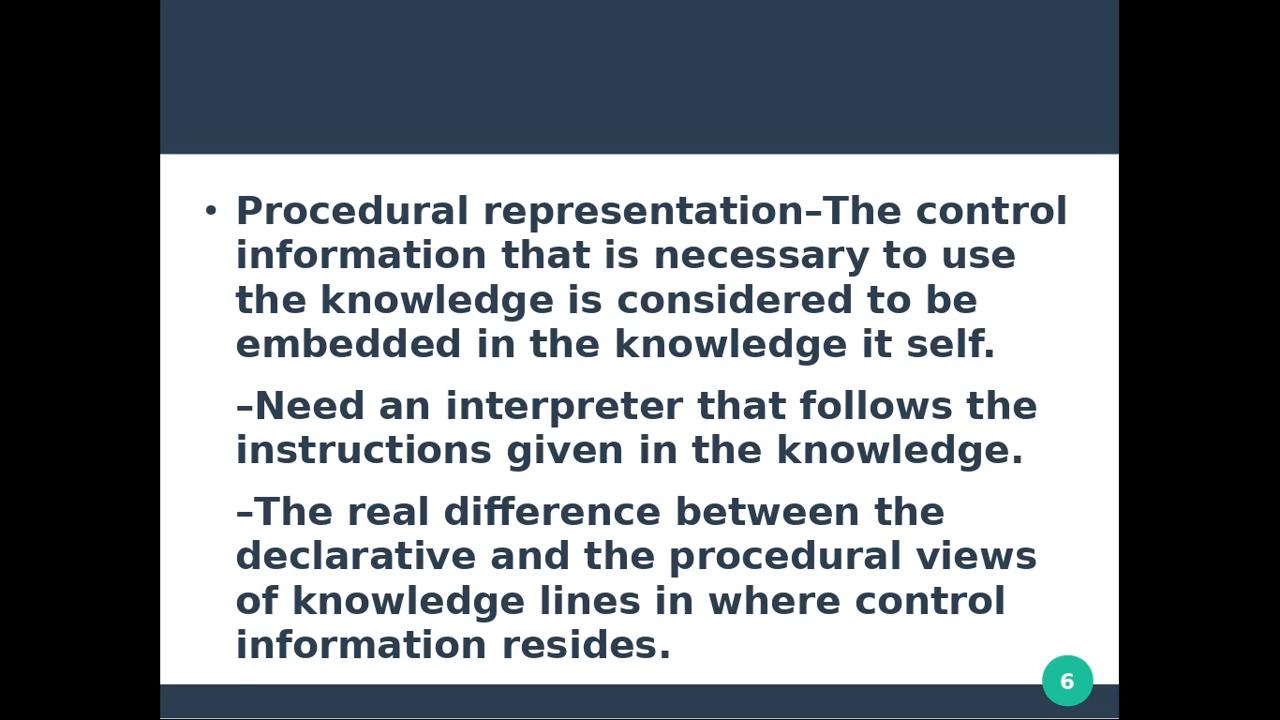 • Procedural representation–The control
information that is necessary to use
the knowledge is considered to be
embedded in the knowledge it self.
–Need an interpreter that follows the
instructions given in the knowledge.
–The real difference between the
declarative and the procedural views
of knowledge lines in where control
information resides.
6